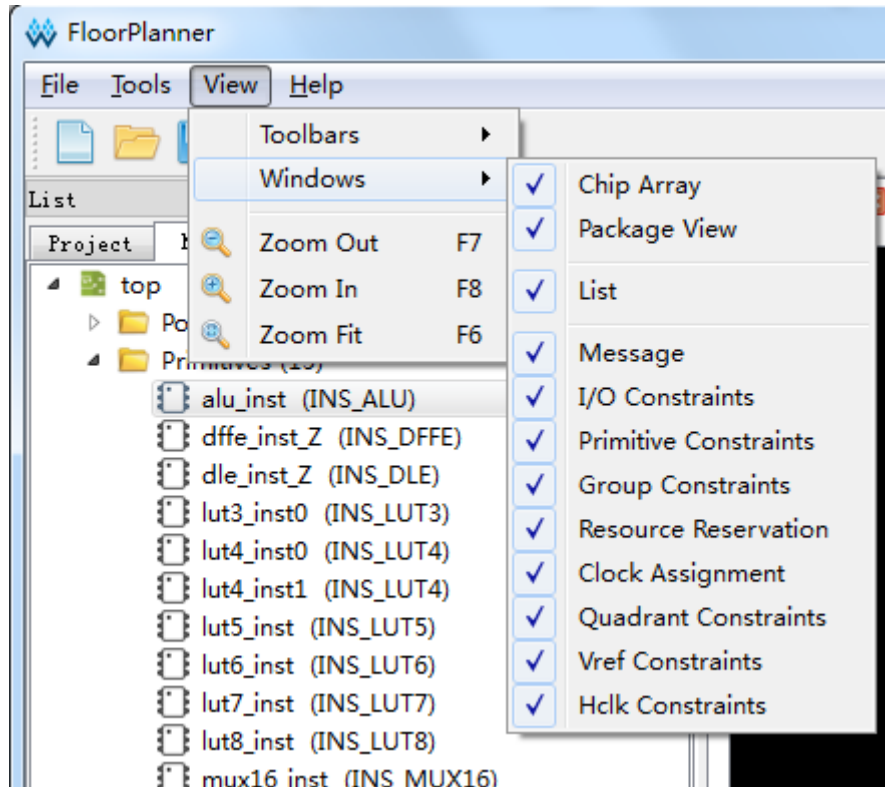 FloorPlanner
File Tools View Help
Toolbars
Windows
Zoom Out F7
Zoom In F8
Zoom Fit F6
Chip Array
Package View
List
Message
I/O Constraints
Primitive Constraints
Group Constraints
Resource Reservation
Clock Assignment
Quadrant Constraints
Vref Constraints
Hclk Constraints
List
Project
top
alu_inst (INS_ALU)
dffe_inst_Z (INS_DFFE)
dle_inst_Z (INS_DLE)
lut3_inst0 (INS_LUT3)
lut4_inst0 (INS_LUT4)
lut4_inst1 (INS_LUT4)
lut5_inst (INS_LUT5)
lut6_inst (INS_LUT6)
lut7_inst (INS_LUT7)
lut8_inst (INS_LUT8)
mux16_inst (INS_MUX16)